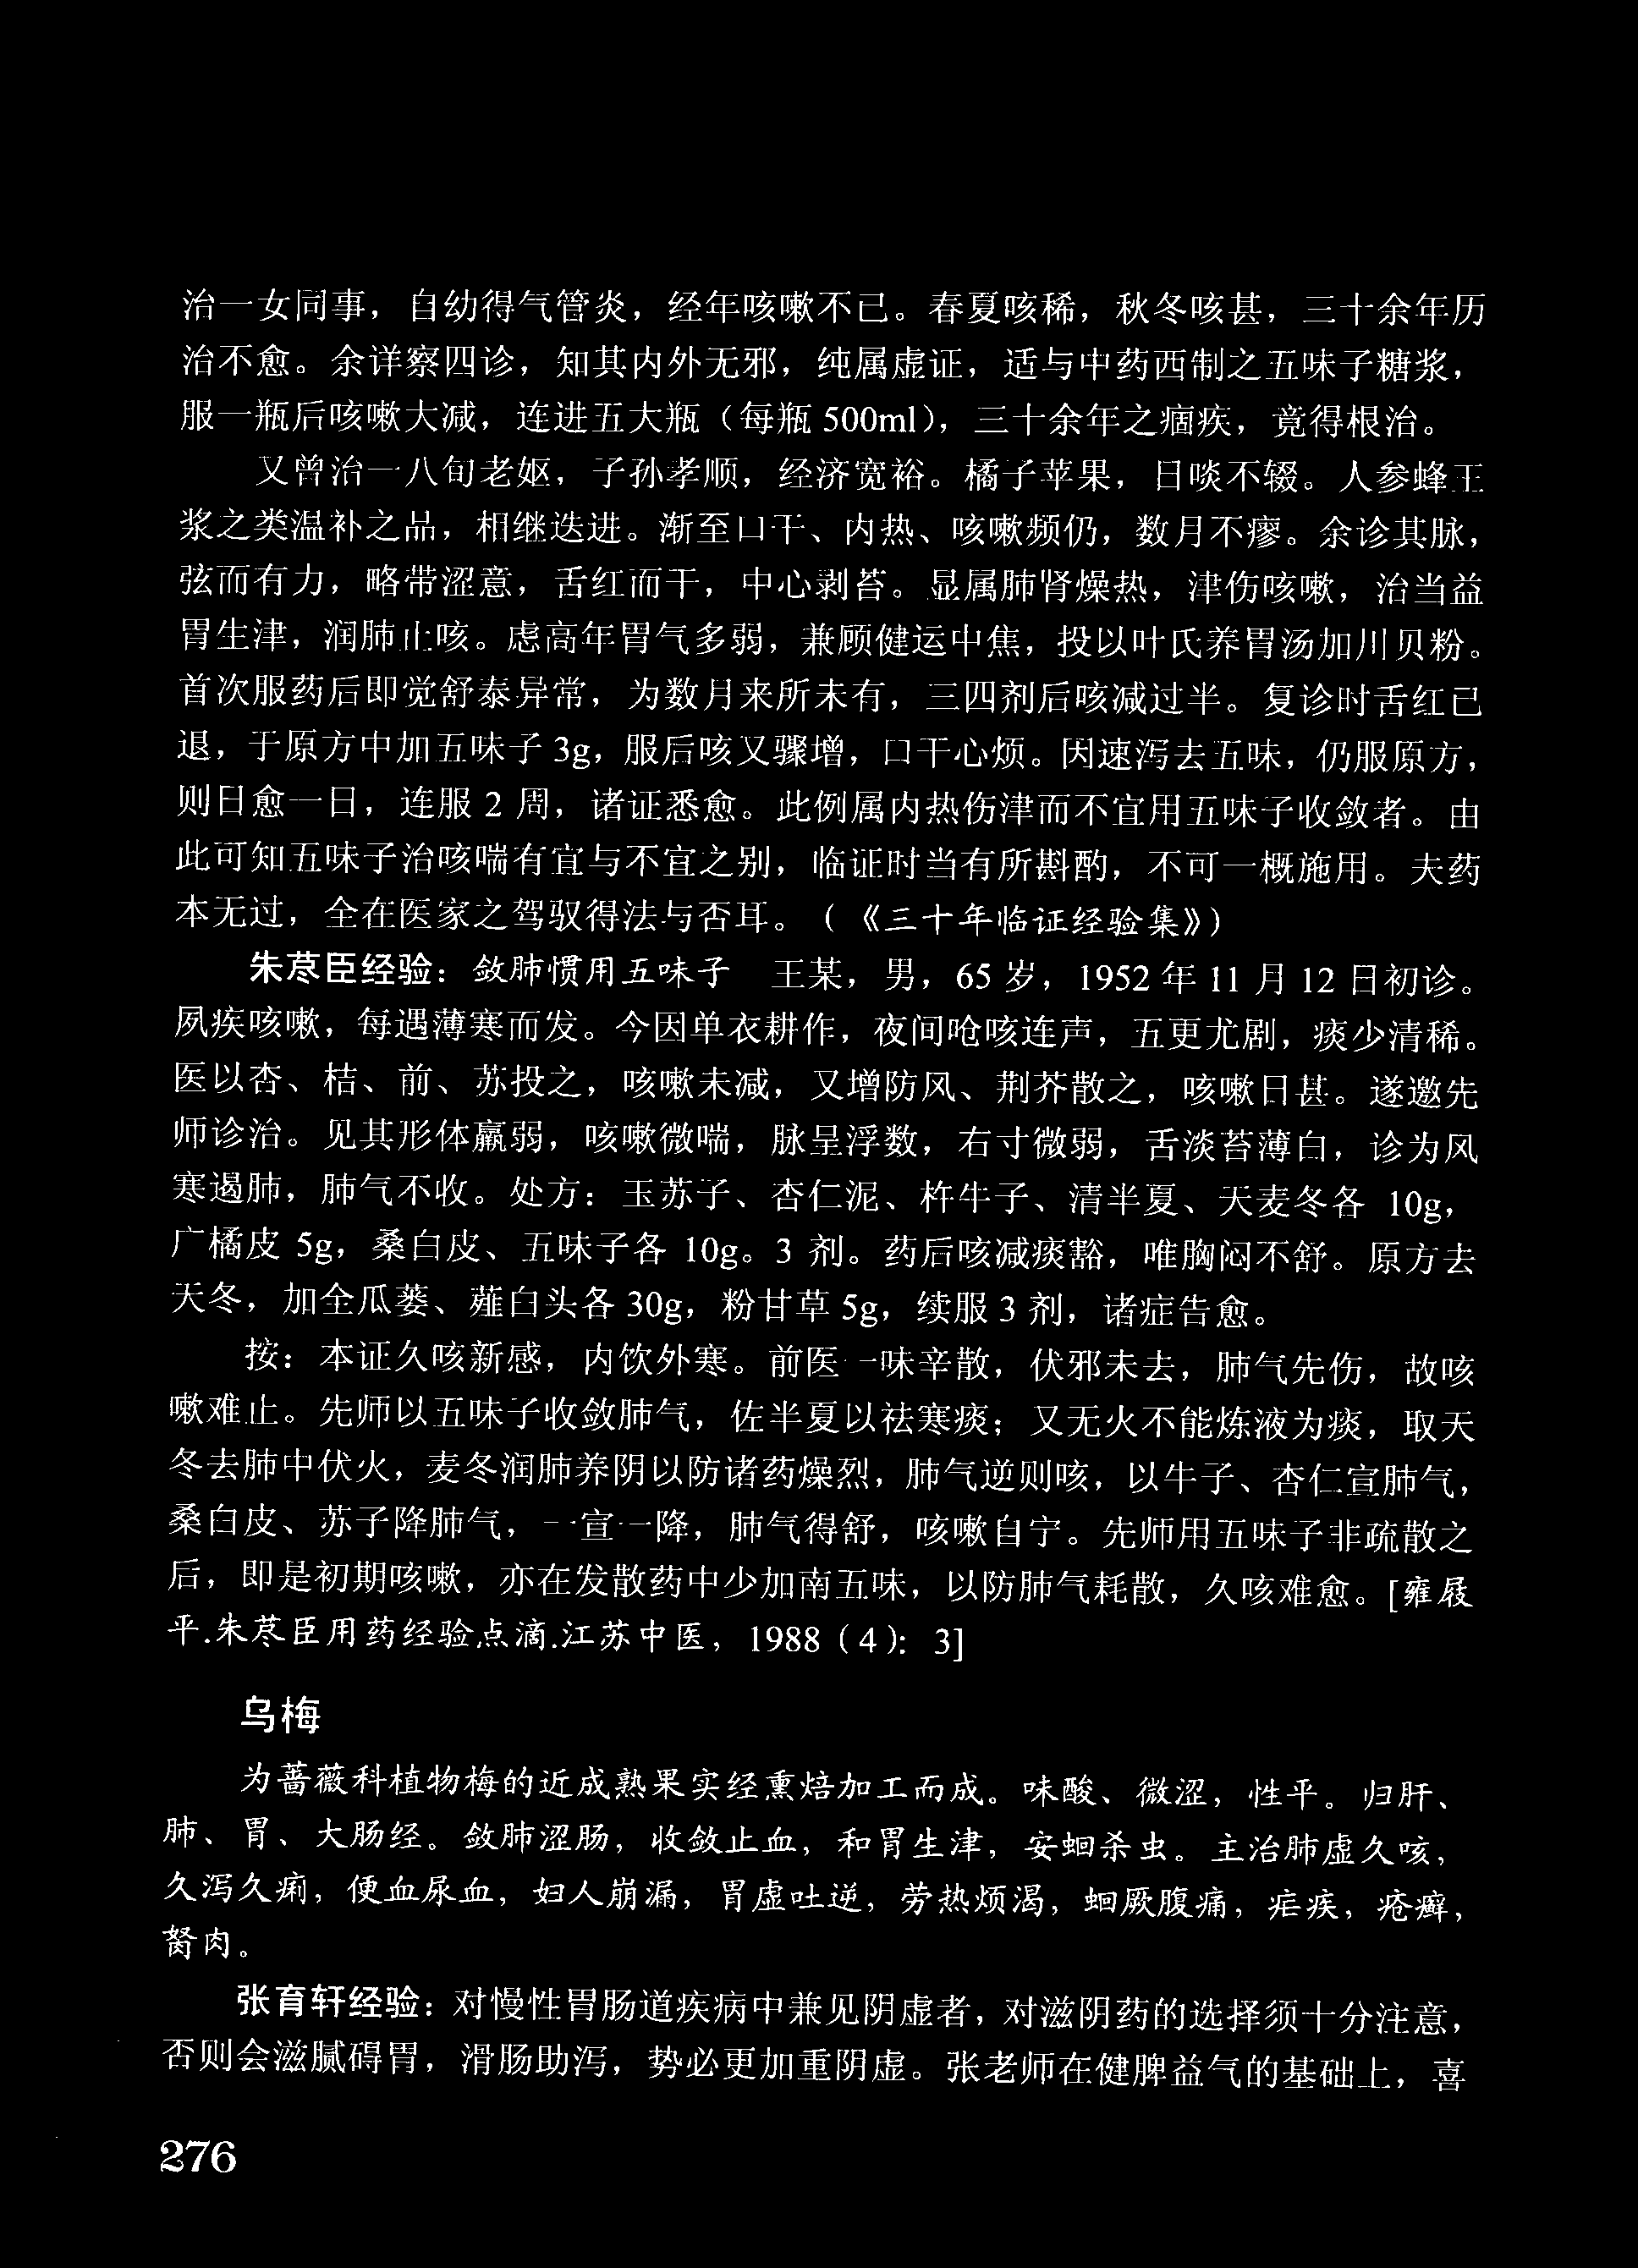 治一女同事，自幼得气管炎，经年咳嗽不已。春夏咳稀，秋冬咳甚，三十余年历
治不愈。余详察四诊，知其内外无邪，纯属虚证，适与中药西制之五味子糖浆，
服一瓶后咳嗽大减，连进五大瓶（每瓶 500ml），三十余年之痼疾，竟得根治。
又曾治一八旬老妪，子孙孝顺，经济宽裕。橘子苹果，日啖不辍。人参蜂王
浆之类温补之品，相继迭进。渐至口干、内热、咳嗽频仍，数月不瘳。余诊其脉，
弦而有力，略带涩意，舌红而干，中心剥苔。显属肺肾燥热，津伤咳嗽，治当益
胃生津，润肺止咳。虑高年胃气多弱，兼顾健运中焦，投以叶氏养胃汤加川贝粉。
首次服药后即觉舒泰异常，为数月来所未有，三四剂后咳减过半。复诊时舌红已
退，于原方中加五味子 3g，服后咳又骤增，口干心烦。因速泻去五味，仍服原方，
则日愈一日，连服 2 周，诸证悉愈。此例属内热伤津而不宜用五味子收敛者。由
此可知五味子治咳喘有宜与不宜之别，临证时当有所斟酌，不可一概施用。夫药
本无过，全在医家之驾驭得法与否耳。（《三十年临证经验集》）
朱荩臣经验：敛肺惯用五味子　王某，男，65 岁，1952 年 11 月 12 日初诊。
夙疾咳嗽，每遇薄寒而发。今因单衣耕作，夜间呛咳连声，五更尤剧，痰少清稀。
医以杏、桔、前、苏投之，咳嗽未减，又增防风、荆芥散之，咳嗽日甚。遂邀先
师诊治。见其形体羸弱，咳嗽微喘，脉呈浮数，右寸微弱，舌淡苔薄白，诊为风
寒遏肺，肺气不收。处方：玉苏子、杏仁泥、杵牛子、清半夏、天麦冬各 10g，
广橘皮 5g，桑白皮、五味子各 10g。3 剂。药后咳减痰豁，唯胸闷不舒。原方去
天冬，加全瓜蒌、薤白头各 30g，粉甘草 5g，续服 3 剂，诸症告愈。
按：本证久咳新感，内饮外寒。前医一味辛散，伏邪未去，肺气先伤，故咳
嗽难止。先师以五味子收敛肺气，佐半夏以祛寒痰；又无火不能炼液为痰，取天
冬去肺中伏火，麦冬润肺养阴以防诸药燥烈，肺气逆则咳，以牛子、杏仁宣肺气，
桑白皮、苏子降肺气，一宣一降，肺气得舒，咳嗽自宁。先师用五味子非疏散之
后，即是初期咳嗽，亦在发散药中少加南五味，以防肺气耗散，久咳难愈。[雍履
平.朱荩臣用药经验点滴.江苏中医，1988（4）：3]
乌梅
为蔷薇科植物梅的近成熟果实经熏焙加工而成。味酸、微涩，性平。归肝、
肺、胃、大肠经。敛肺涩肠，收敛止血，和胃生津，安蛔杀虫。主治肺虚久咳，
久泻久痢，便血尿血，妇人崩漏，胃虚吐逆，劳热烦渴，蛔厥腹痛，疟疾，疮癣，
胬肉。
张育轩经验：对慢性胃肠道疾病中兼见阴虚者，对滋阴药的选择须十分注意，
否则会滋腻碍胃，滑肠助泻，势必更加重阴虚。张老师在健脾益气的基础上，喜
276